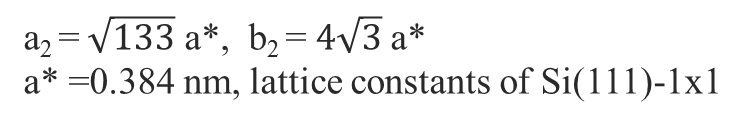 a₂ = √133 a*, b₂ = 4√3 a*
a* =0.384 nm, lattice constants of Si(111)-1x1